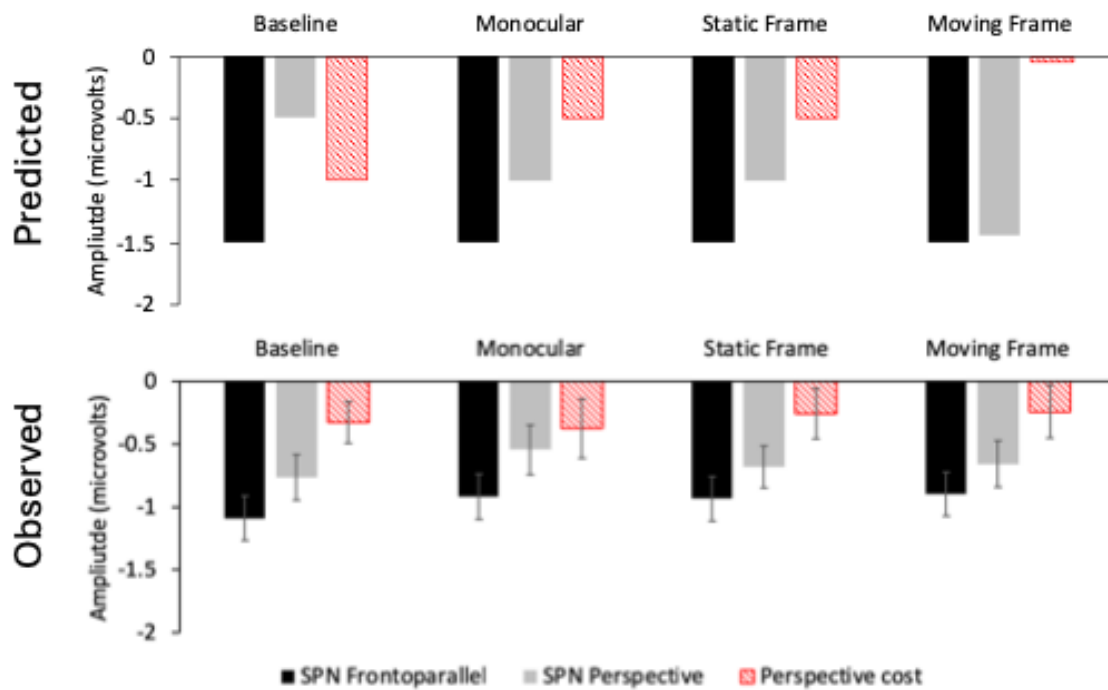 Baseline Monocular Static Frame Moving Frame
Predicted
Ampliutde (microvolts)
0
-0.5
-1
-1.5
-2
Baseline Monocular Static Frame Moving Frame
Observed
Ampliutde (microvolts)
0
-0.5
-1
-1.5
-2
SPN Frontoparallel SPN Perspective Perspective cost